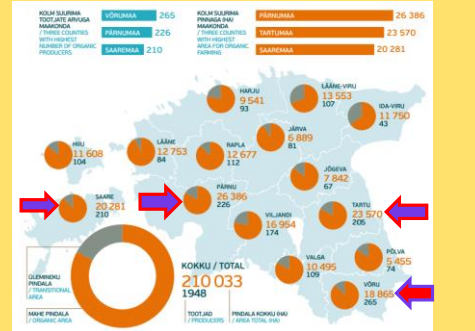 KOLM SUURIMA
TOOTJATE ARVUGA
MAAKONDA
/ THREE COUNTIES
WITH HIGHEST
NUMBER OF ORGANIC
PRODUCERS
VÕRUMAA 265
PÄRNUMAA 226
SAAREMAA 210
KOLM SUURIMA
PINNAGA (HA)
MAAKONDA
/ THREE COUNTIES
WITH HIGHEST
AREA FOR ORGANIC
FARMING
PÄRNUMAA 26 386
TARTUMAA 23 570
SAAREMAA 20 281
HARJU
9 541
93
LÄÄNE-VIRU
13 553
107
IDA-VIRU
11 750
43
HIIU
11 608
104
LÄÄNE
12 753
84
RAPLA
12 677
112
JÄRVA
6 889
81
JÕGEVA
7 842
67
SAARE
20 281
210
PÄRNU
26 386
226
VILJANDI
16 954
174
TARTU
23 570
205
VALGA
10 495
109
PÕLVA
5 455
74
VÕRU
18 865
265
ÜLEMINEKU
PINDALA
/ TRANSITIONAL
AREA
MAHE PINDALA
/ ORGANIC AREA
KOKKU / TOTAL
210 033
1948
TOOTJAD
/ PRODUCERS
PINDALA KOKKU (HA)
/ AREA TOTAL (HA)